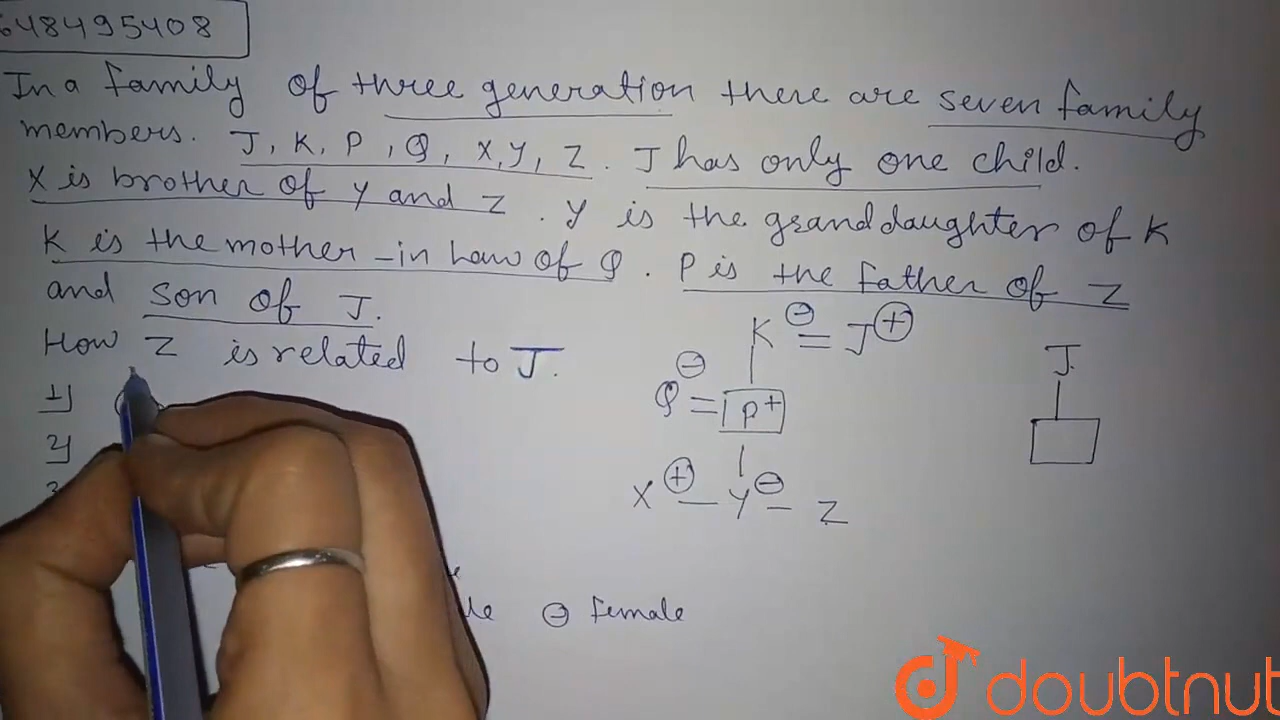 648495408
In a family of three generation there are seven family
members. J, K, P, Q, X, Y, Z. J has only one child.
X is brother of Y and Z. Y is the granddaughter of K
K is the mother-in law of Q. P is the father of Z
and son of J.
How Z is related to J.
K ⊖ = J ⊕
J
Q ⊖ = P+
X ⊕ - Y ⊖ - Z
1)
2)
⊖ female
doubtnut